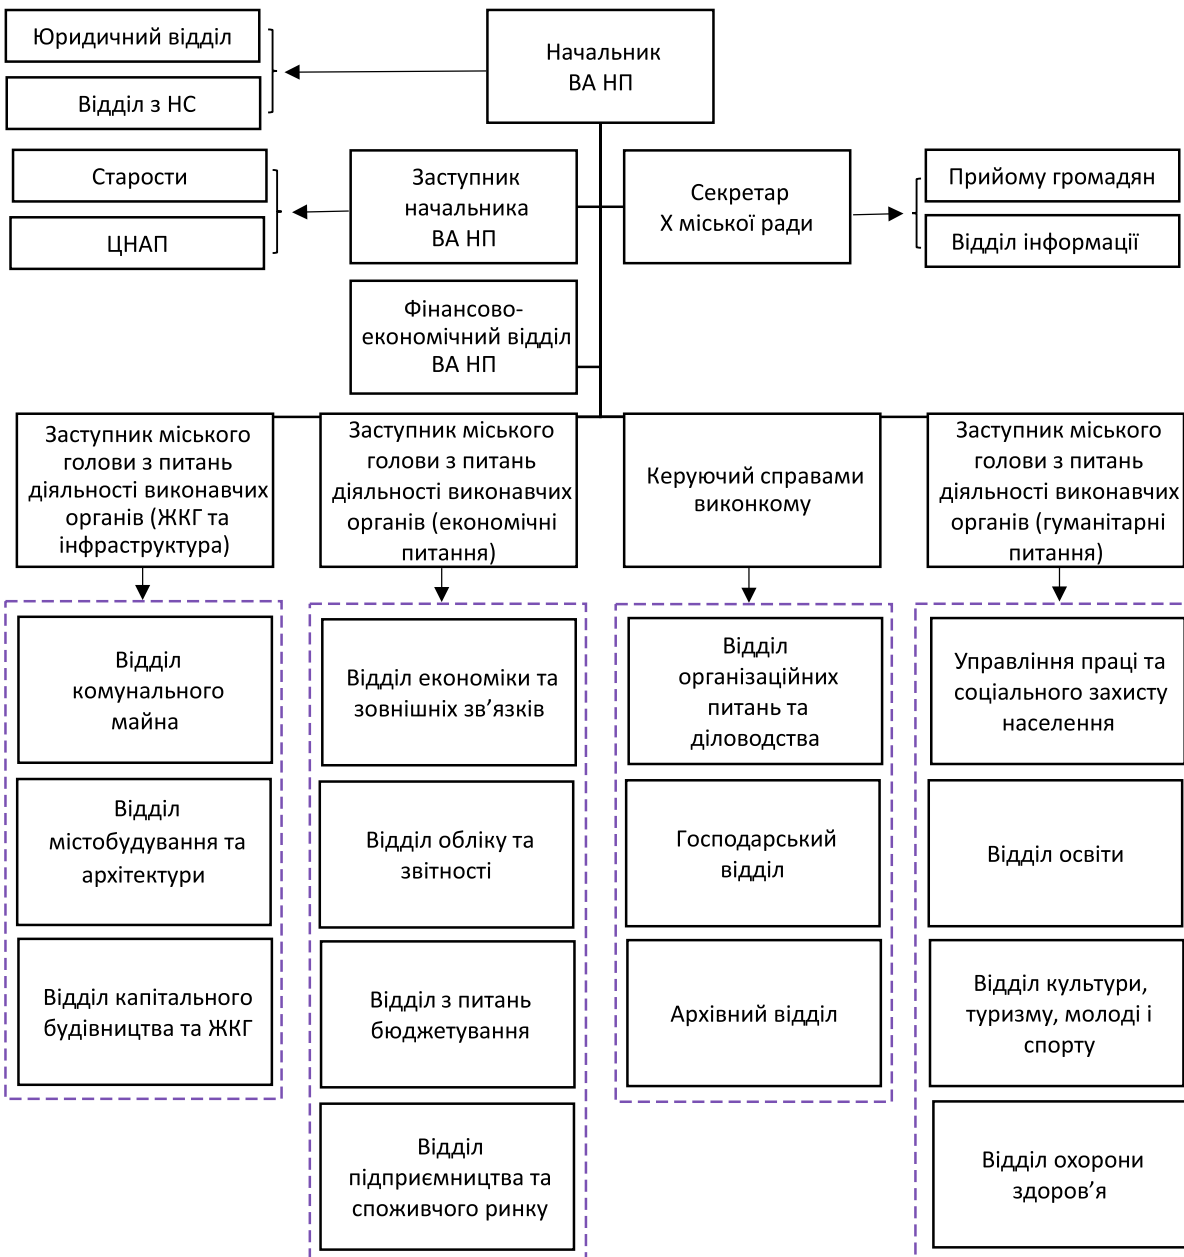 Юридичний відділ
Відділ з НС
Начальник
ВА НП
Старости
ЦНАП
Заступник
начальника
ВА НП
Секретар
Х міської ради
Прийому громадян
Відділ інформації
Фінансово-
економічний відділ
ВА НП
Заступник міського
голови з питань
діяльності виконавчих
органів (ЖКГ та
інфраструктура)
Заступник міського
голови з питань
діяльності виконавчих
органів (економічні
питання)
Керуючий справами
виконкому
Заступник міського
голови з питань
діяльності виконавчих
органів (гуманітарні
питання)
Відділ
комунального
майна
Відділ
містобудування та
архітектури
Відділ капітального
будівництва та ЖКГ
Відділ економіки та
зовнішніх зв’язків
Відділ обліку та
звітності
Відділ з питань
бюджетування
Відділ
підприємництва та
споживчого ринку
Відділ
організаційних
питань та
діловодства
Господарський
відділ
Архівний відділ
Управління праці та
соціального захисту
населення
Відділ освіти
Відділ культури,
туризму, молоді і
спорту
Відділ охорони
здоров’я